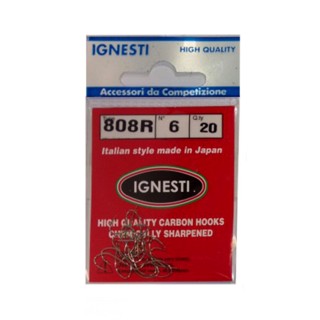 IGNESTI HIGH QUALITY
Accessori da Competizione
808R N° 6 Q.ty 20
Italian style made in Japan
IGNESTI
HIGH QUALITY CARBON HOOKS
CHEMICALLY SHARPENED